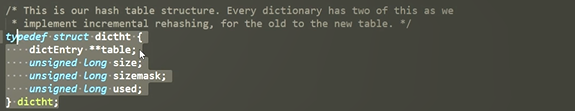 /* This is our hash table structure. Every dictionary has two of this as we
 * implement incremental rehashing, for the old to the new table. */
typedef struct dictht {
    dictEntry **table;
    unsigned long size;
    unsigned long sizemask;
    unsigned long used;
} dictht;